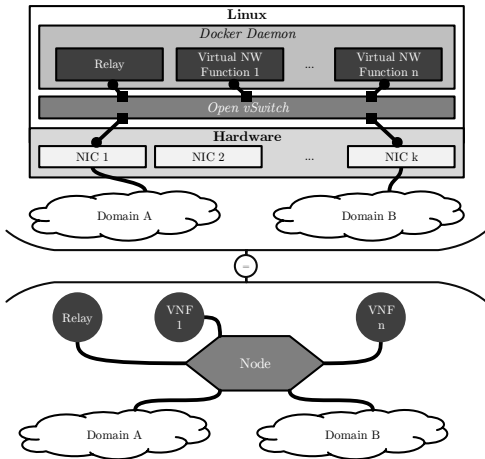 Linux
Docker Daemon
Relay
Virtual NW
Function 1
...
Virtual NW
Function n
Open vSwitch
Hardware
NIC 1
NIC 2
...
NIC k
Domain A
Domain B
=
Relay
VNF
1
VNF
n
Node
Domain A
Domain B